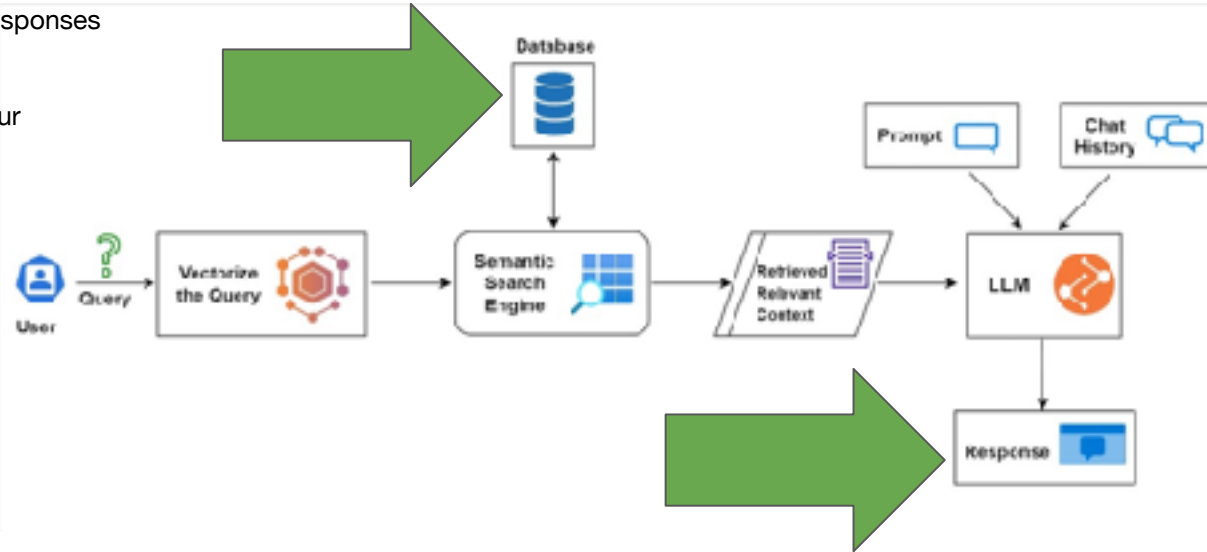 sponses
ur
Database
Prompt
Chat
History
Query
User
Vectorize
the Query
Semantic
Search
Engine
Retrieved
Relevant
Context
LLM
Response